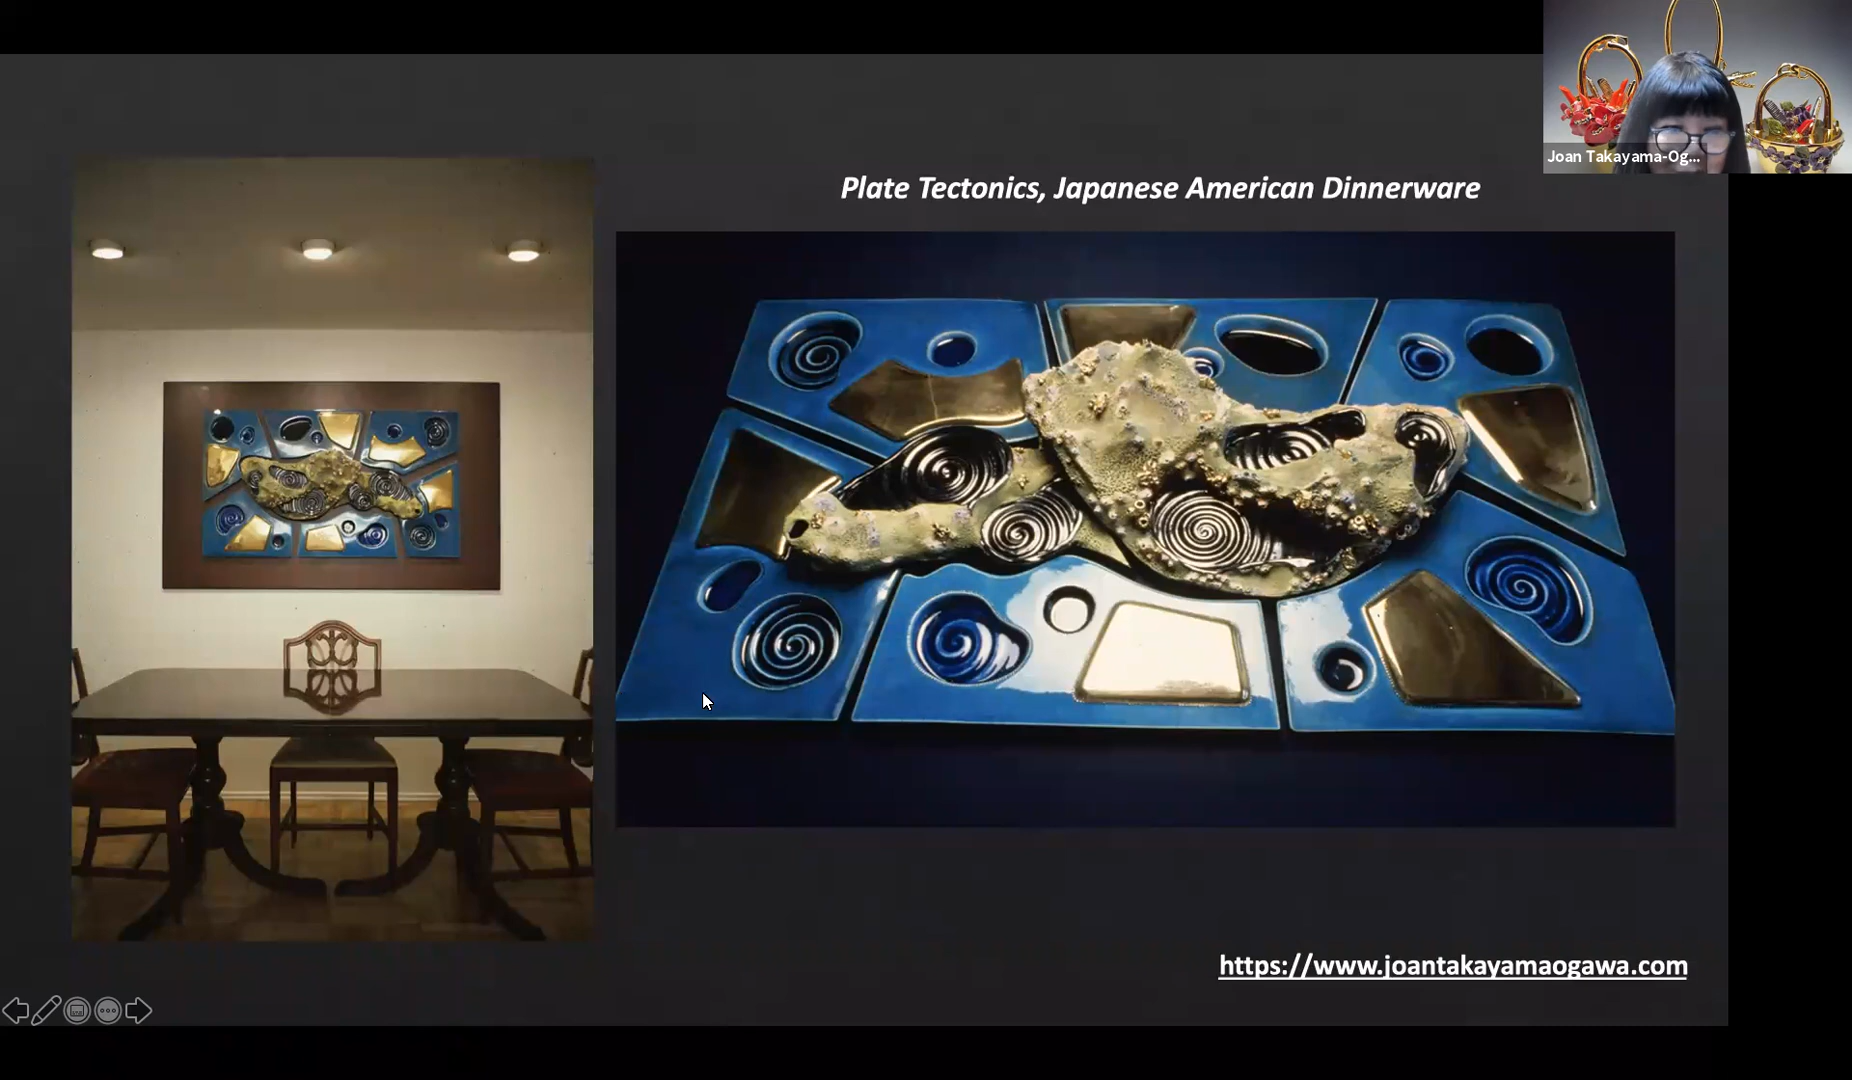 Joan Takayama-Og...
Plate Tectonics, Japanese American Dinnerware
https://www.joantakayamaogawa.com